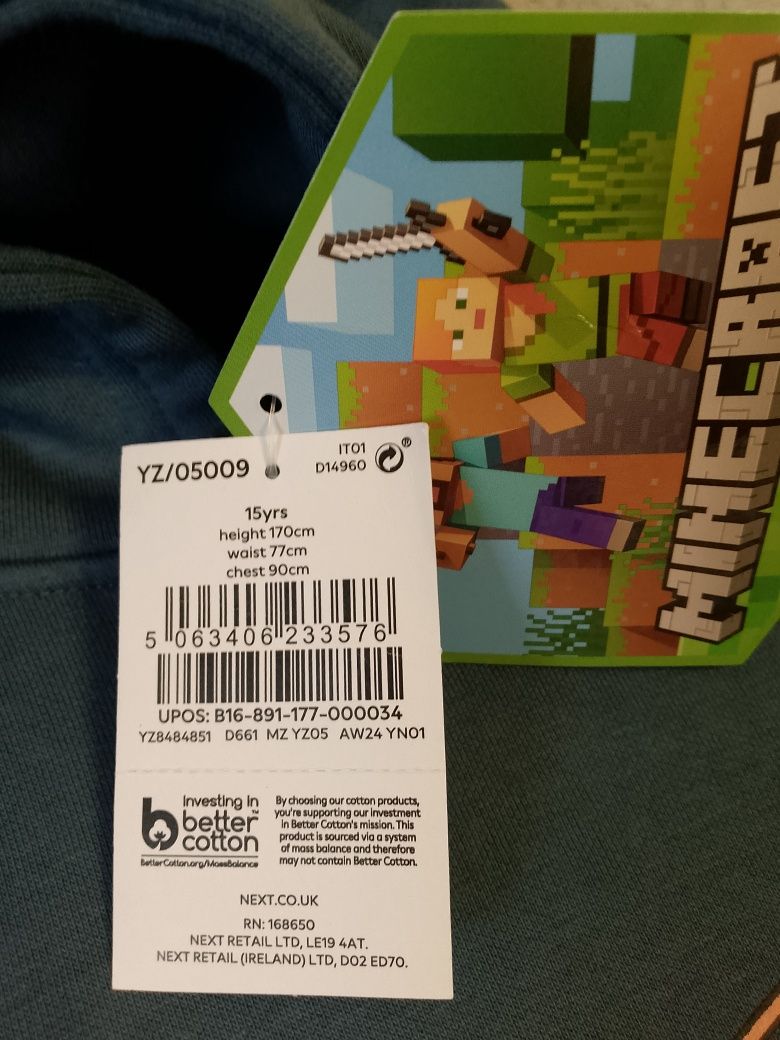 MINECRAFT
YZ/05009
IT01
D14960
®
15yrs
height 170cm
waist 77cm
chest 90cm
5 063406 233576
UPOS: B16-891-177-000034
YZ8484851 D661 MZ YZ05 AW24 YN01
Investing in
better™
cotton
BetterCotton.org/MassBalance
By choosing our cotton products,
you're supporting our investment
in Better Cotton's mission. This
product is sourced via a system
of mass balance and therefore
may not contain Better Cotton.
NEXT.CO.UK
RN: 168650
NEXT RETAIL LTD, LE19 4AT.
NEXT RETAIL (IRELAND) LTD, D02 ED70.